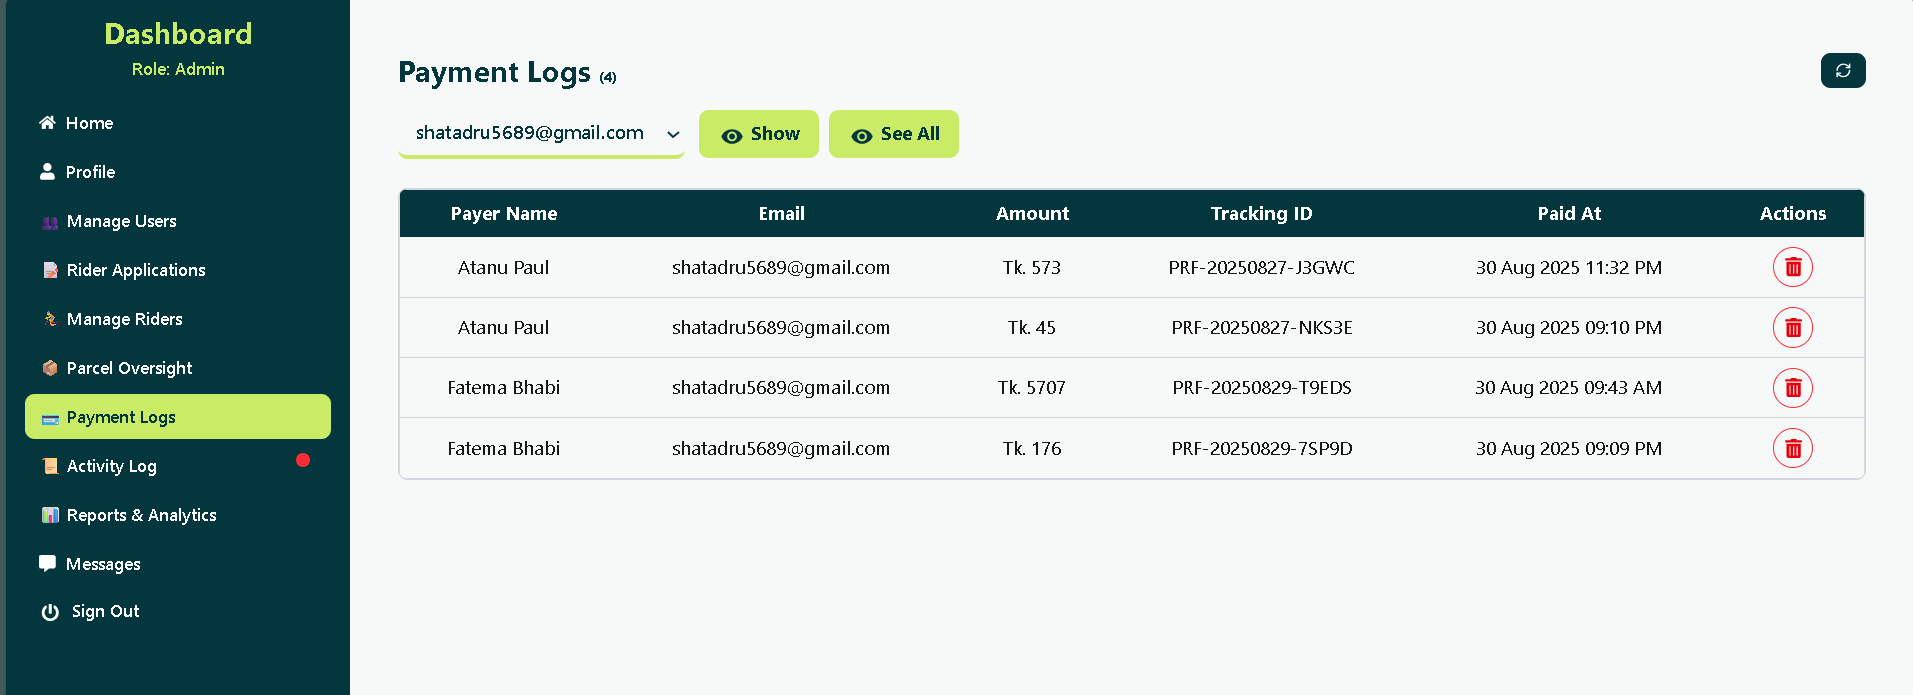 Dashboard
Role: Admin
Home
Profile
Manage Users
Rider Applications
Manage Riders
Parcel Oversight
Payment Logs
Activity Log
Reports & Analytics
Messages
Sign Out
Payment Logs (4)
shatadru5689@gmail.com Show See All
Payer Name Email Amount Tracking ID Paid At Actions
Atanu Paul shatadru5689@gmail.com Tk. 573 PRF-20250827-J3GWC 30 Aug 2025 11:32 PM
Atanu Paul shatadru5689@gmail.com Tk. 45 PRF-20250827-NKS3E 30 Aug 2025 09:10 PM
Fatema Bhabi shatadru5689@gmail.com Tk. 5707 PRF-20250829-T9EDS 30 Aug 2025 09:43 AM
Fatema Bhabi shatadru5689@gmail.com Tk. 176 PRF-20250829-7SP9D 30 Aug 2025 09:09 PM